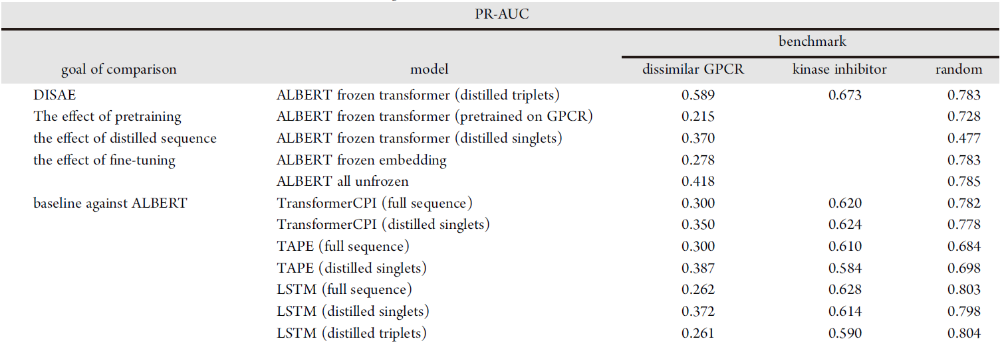 PR-AUC
benchmark
goal of comparison model dissimilar GPCR kinase inhibitor random
DISAE ALBERT frozen transformer (distilled triplets) 0.589 0.673 0.783
The effect of pretraining ALBERT frozen transformer (pretrained on GPCR) 0.215 0.728
the effect of distilled sequence ALBERT frozen transformer (distilled singlets) 0.370 0.477
the effect of fine-tuning ALBERT frozen embedding 0.278 0.783
ALBERT all unfrozen 0.418 0.785
baseline against ALBERT TransformerCPI (full sequence) 0.300 0.620 0.782
TransformerCPI (distilled singlets) 0.350 0.624 0.778
TAPE (full sequence) 0.300 0.610 0.684
TAPE (distilled singlets) 0.387 0.584 0.698
LSTM (full sequence) 0.262 0.628 0.803
LSTM (distilled singlets) 0.372 0.614 0.798
LSTM (distilled triplets) 0.261 0.590 0.804